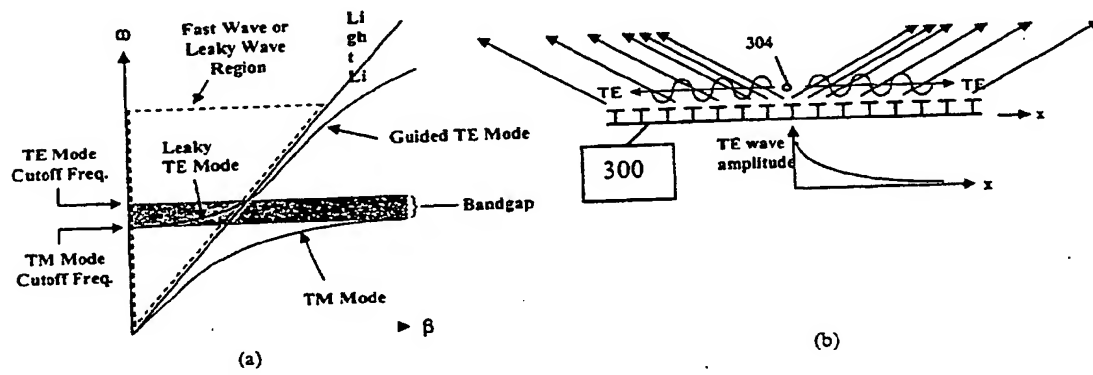 ω
Fast Wave or
Leaky Wave
Region
Li
gh
t
Li
Guided TE Mode
Leaky
TE Mode
TE Mode
Cutoff Freq.
Bandgap
TM Mode
Cutoff Freq.
TM Mode
β
(a)
304
TE
TE
x
300
TE wave
amplitude
x
(b)